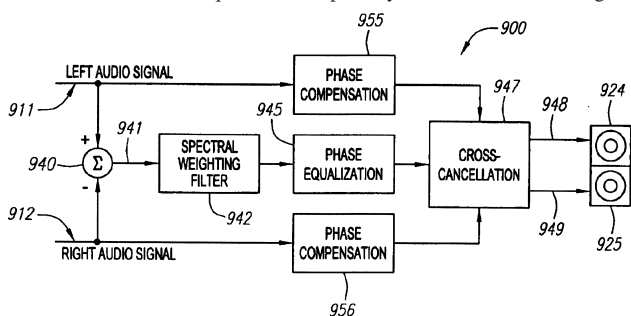 955
900
LEFT AUDIO SIGNAL
PHASE
COMPENSATION
947
924
911
945
948
+
941
940
Σ
SPECTRAL
WEIGHTING
FILTER
PHASE
EQUALIZATION
CROSS-
CANCELLATION
-
912
942
949
925
RIGHT AUDIO SIGNAL
PHASE
COMPENSATION
956